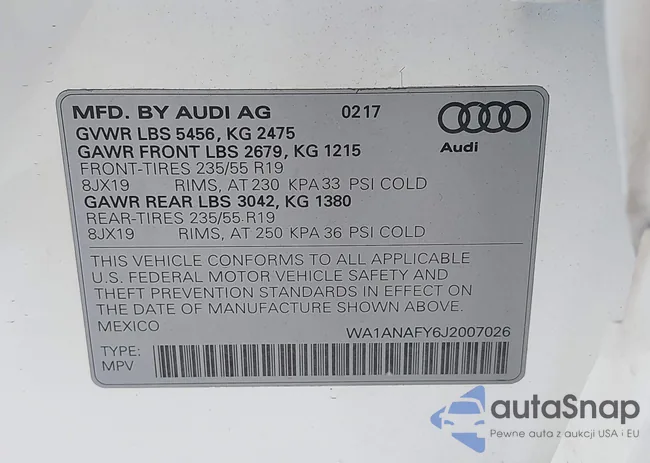 MFD. BY AUDI AG 0217
GVWR LBS 5456, KG 2475
GAWR FRONT LBS 2679, KG 1215
Audi
FRONT-TIRES 235/55 R19
8JX19 RIMS, AT 230 KPA 33 PSI COLD
GAWR REAR LBS 3042, KG 1380
REAR-TIRES 235/55 R19
8JX19 RIMS, AT 250 KPA 36 PSI COLD
THIS VEHICLE CONFORMS TO ALL APPLICABLE
U.S. FEDERAL MOTOR VEHICLE SAFETY AND
THEFT PREVENTION STANDARDS IN EFFECT ON
THE DATE OF MANUFACTURE SHOWN ABOVE.
MEXICO WA1ANAFY6J2007026
TYPE:
MPV
autaSnap
Pewne auta z aukcji USA i EU